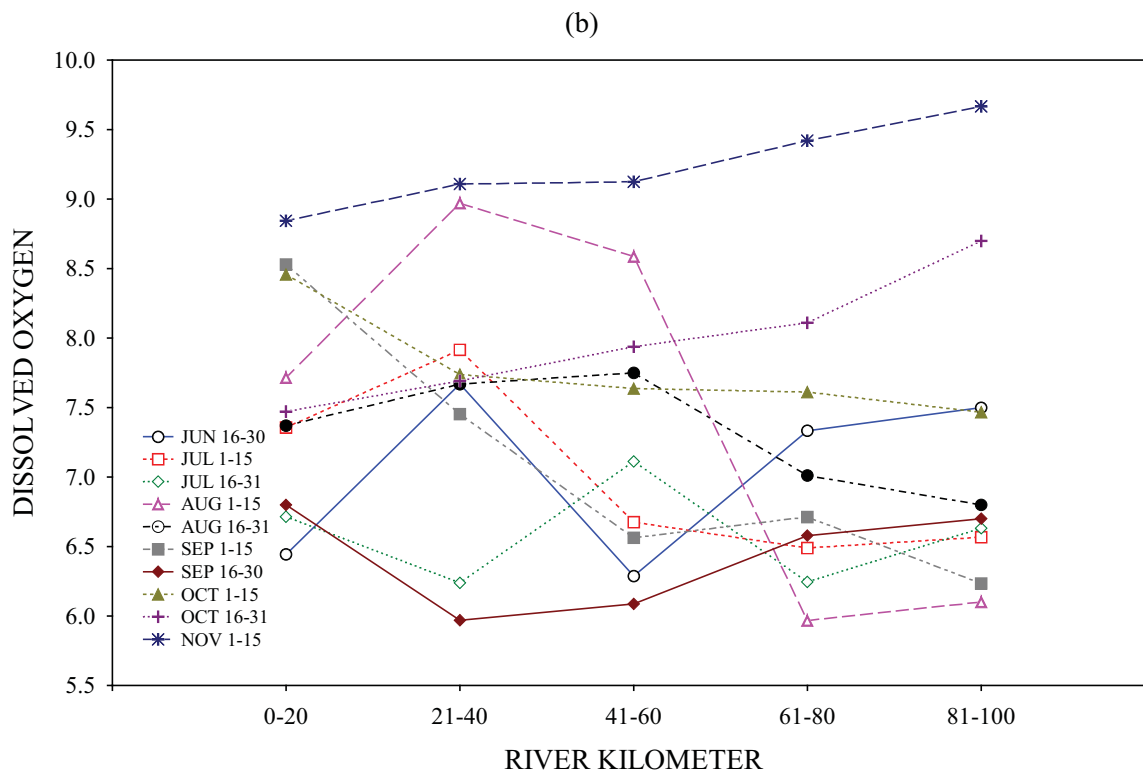 (b)
10.0
9.5
9.0
8.5
8.0
7.5
7.0
6.5
6.0
5.5
DISSOLVED OXYGEN
JUN 16-30
JUL 1-15
JUL 16-31
AUG 1-15
AUG 16-31
SEP 1-15
SEP 16-30
OCT 1-15
OCT 16-31
NOV 1-15
0-20 21-40 41-60 61-80 81-100
RIVER KILOMETER